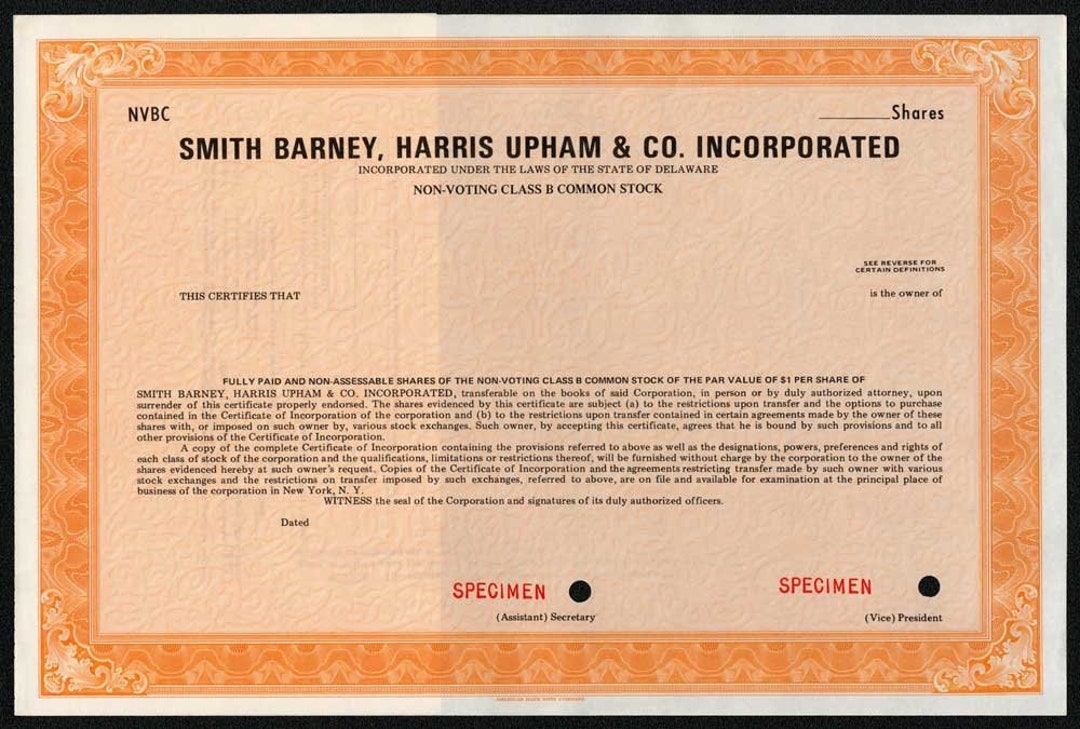 NVBC
________Shares
SMITH BARNEY, HARRIS UPHAM & CO. INCORPORATED
INCORPORATED UNDER THE LAWS OF THE STATE OF DELAWARE
NON-VOTING CLASS B COMMON STOCK
SEE REVERSE FOR
CERTAIN DEFINITIONS
THIS CERTIFIES THAT
is the owner of
FULLY PAID AND NON-ASSESSABLE SHARES OF THE NON-VOTING CLASS B COMMON STOCK OF THE PAR VALUE OF $1 PER SHARE OF
SMITH BARNEY, HARRIS UPHAM & CO. INCORPORATED, transferable on the books of said Corporation, in person or by duly authorized attorney, upon
surrender of this certificate properly endorsed. The shares evidenced by this certificate are subject (a) to the restrictions upon transfer and the options to purchase
contained in the Certificate of Incorporation of the corporation and (b) to the restrictions upon transfer contained in certain agreements made by the owner of these
shares with, or imposed on such owner by, various stock exchanges. Such owner, by accepting this certificate, agrees that he is bound by such provisions and to all
other provisions of the Certificate of Incorporation.
A copy of the complete Certificate of Incorporation containing the provisions referred to above as well as the designations, powers, preferences and rights of
each class of stock of the corporation and the qualifications, limitations or restrictions thereof, will be furnished without charge by the corporation to the owner of the
shares evidenced hereby at such owner's request. Copies of the Certificate of Incorporation and the agreements restricting transfer made by such owner with various
stock exchanges and the restrictions on transfer imposed by such exchanges, referred to above, are on file and available for examination at the principal place of
business of the corporation in New York, N. Y.
WITNESS the seal of the Corporation and signatures of its duly authorized officers.
Dated
SPECIMEN
SPECIMEN
(Assistant) Secretary
(Vice) President
AMERICAN BANK NOTE COMPANY